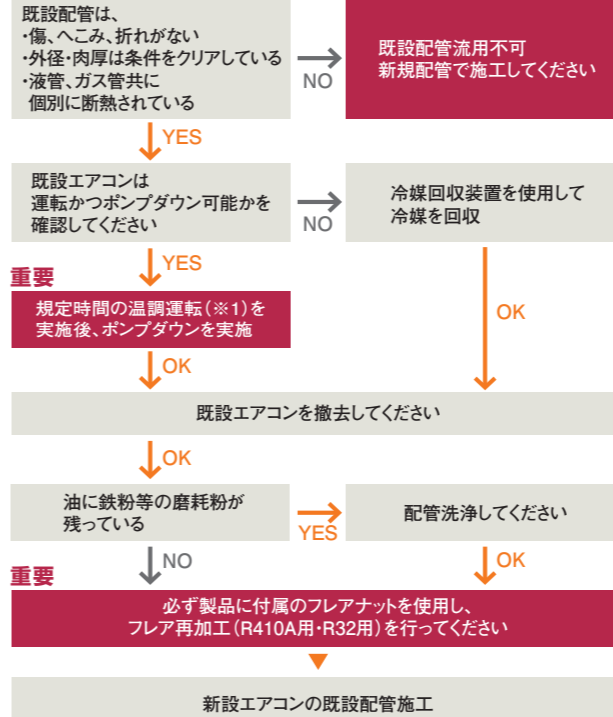 既設配管は、
・傷、へこみ、折れがない
・外径・肉厚は条件をクリアしている
・液管、ガス管共に
個別に断熱されている
NO
既設配管流用不可
新規配管で施工してください
YES
既設エアコンは
運転かつポンプダウン可能かを
確認してください
NO
冷媒回収装置を使用して
冷媒を回収
YES
重要
規定時間の温調運転(※1)を
実施後、ポンプダウンを実施
OK
OK
既設エアコンを撤去してください
OK
油に鉄粉等の磨耗粉が
残っている
YES
配管洗浄してください
NO
OK
重要
必ず製品に付属のフレアナットを使用し、
フレア再加工(R410A用・R32用)を行ってください
新設エアコンの既設配管施工